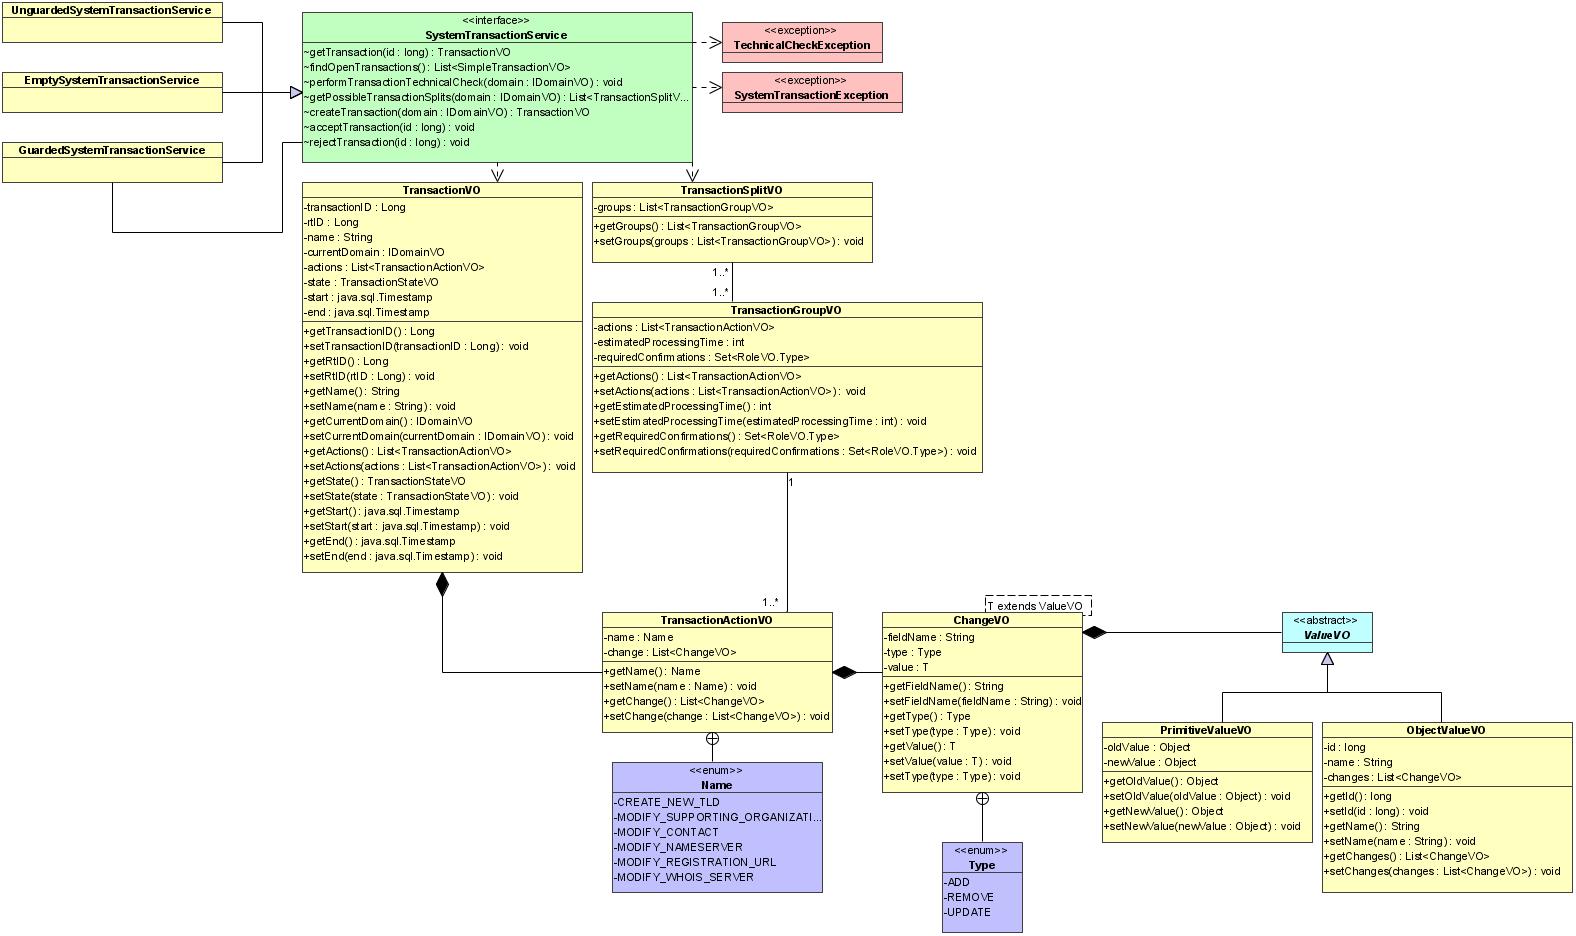 UnguardedSystemTransactionService
EmptySystemTransactionService
GuardedSystemTransactionService
<<interface>>
SystemTransactionService
~getTransaction(id : long) : TransactionVO
~findOpenTransactions() : List<SimpleTransactionVO>
~performTransactionTechnicalCheck(domain : IDomainVO) : void
~getPossibleTransactionSplits(domain : IDomainVO) : List<TransactionSplitV...
~createTransaction(domain : IDomainVO) : TransactionVO
~acceptTransaction(id : long) : void
~rejectTransaction(id : long) : void
<<exception>>
TechnicalCheckException
<<exception>>
SystemTransactionException
TransactionVO
-transactionID : Long
-rtID : Long
-name : String
-currentDomain : IDomainVO
-actions : List<TransactionActionVO>
-state : TransactionStateVO
-start : java.sql.Timestamp
-end : java.sql.Timestamp
+getTransactionID() : Long
+setTransactionID(transactionID : Long) : void
+getRtID() : Long
+setRtID(rtID : Long) : void
+getName() : String
+setName(name : String) : void
+getCurrentDomain() : IDomainVO
+setCurrentDomain(currentDomain : IDomainVO) : void
+getActions() : List<TransactionActionVO>
+setActions(actions : List<TransactionActionVO>) : void
+getState() : TransactionStateVO
+setState(state : TransactionStateVO) : void
+getStart() : java.sql.Timestamp
+setStart(start : java.sql.Timestamp) : void
+getEnd() : java.sql.Timestamp
+setEnd(end : java.sql.Timestamp) : void
TransactionSplitVO
-groups : List<TransactionGroupVO>
+getGroups() : List<TransactionGroupVO>
+setGroups(groups : List<TransactionGroupVO>) : void
1..*
1..*
TransactionGroupVO
-actions : List<TransactionActionVO>
-estimatedProcessingTime : int
-requiredConfirmations : Set<RoleVO.Type>
+getActions() : List<TransactionActionVO>
+setActions(actions : List<TransactionActionVO>) : void
+getEstimatedProcessingTime() : int
+setEstimatedProcessingTime(estimatedProcessingTime : int) : void
+getRequiredConfirmations() : Set<RoleVO.Type>
+setRequiredConfirmations(requiredConfirmations : Set<RoleVO.Type>) : void
1
1..*
TransactionActionVO
-name : Name
-change : List<ChangeVO>
+getName() : Name
+setName(name : Name) : void
+getChange() : List<ChangeVO>
+setChange(change : List<ChangeVO>) : void
<<enum>>
Name
-CREATE_NEW_TLD
-MODIFY_SUPPORTING_ORGANIZATI...
-MODIFY_CONTACT
-MODIFY_NAMESERVER
-MODIFY_REGISTRATION_URL
-MODIFY_WHOIS_SERVER
T extends ValueVO
ChangeVO
-fieldName : String
-type : Type
-value : T
+getFieldName() : String
+setFieldName(fieldName : String) : void
+getType() : Type
+setType(type : Type) : void
+getValue() : T
+setValue(value : T) : void
+setType(type : Type) : void
<<enum>>
Type
-ADD
-REMOVE
-UPDATE
<<abstract>>
ValueVO
PrimitiveValueVO
-oldValue : Object
-newValue : Object
+getOldValue() : Object
+setOldValue(oldValue : Object) : void
+getNewValue() : Object
+setNewValue(newValue : Object) : void
ObjectValueVO
-id : long
-name : String
-changes : List<ChangeVO>
+getId() : long
+setId(id : long) : void
+getName() : String
+setName(name : String) : void
+getChanges() : List<ChangeVO>
+setChanges(changes : List<ChangeVO>) : void